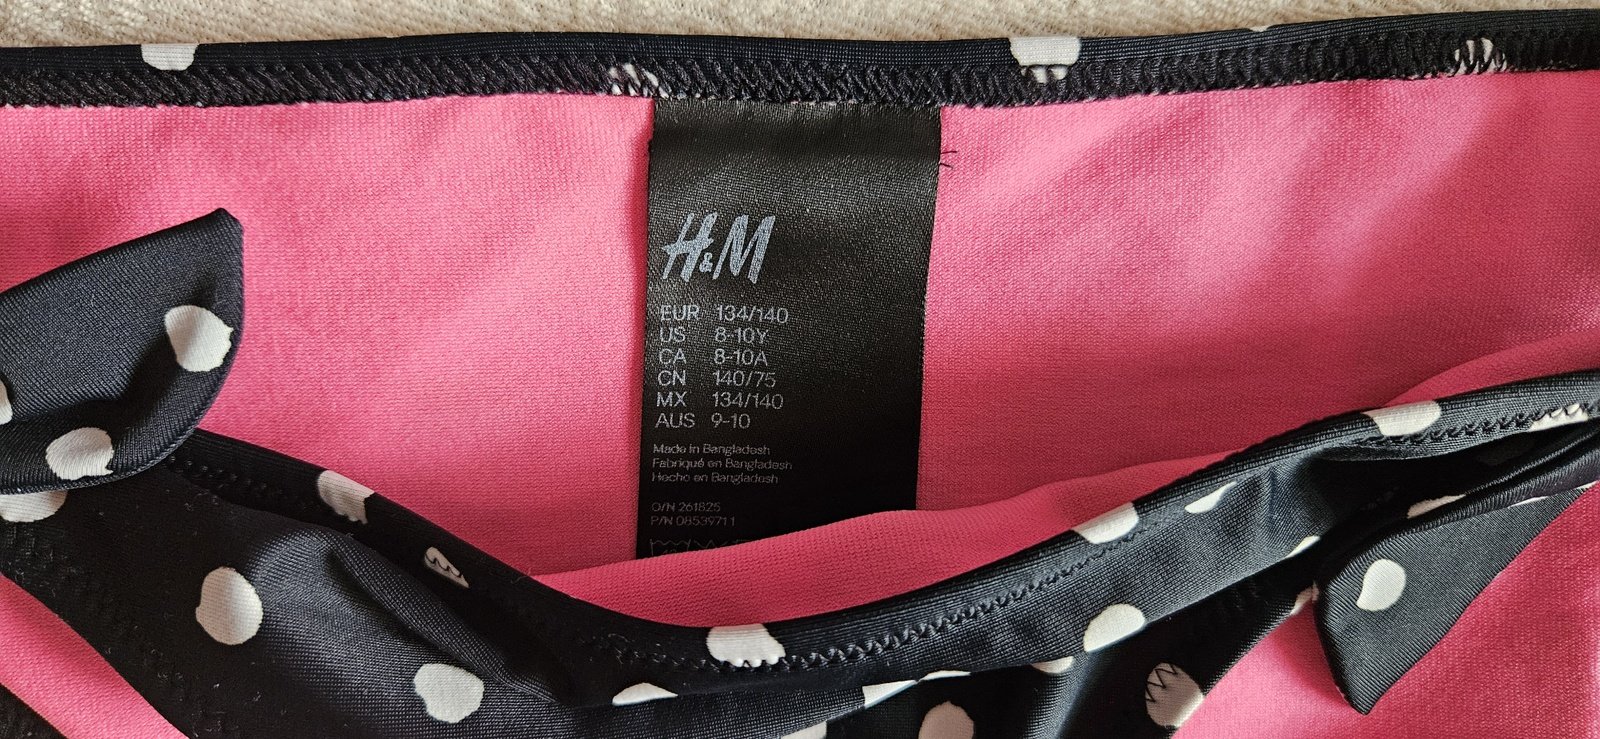 H&M
EUR 134/140
US 8-10Y
CA 8-10A
CN 140/75
MX 134/140
AUS 9-10
Made in Bangladesh
Fabriqué en Bangladesh
Hecho en Bangladesh
O/N 261825
P/N 08539711